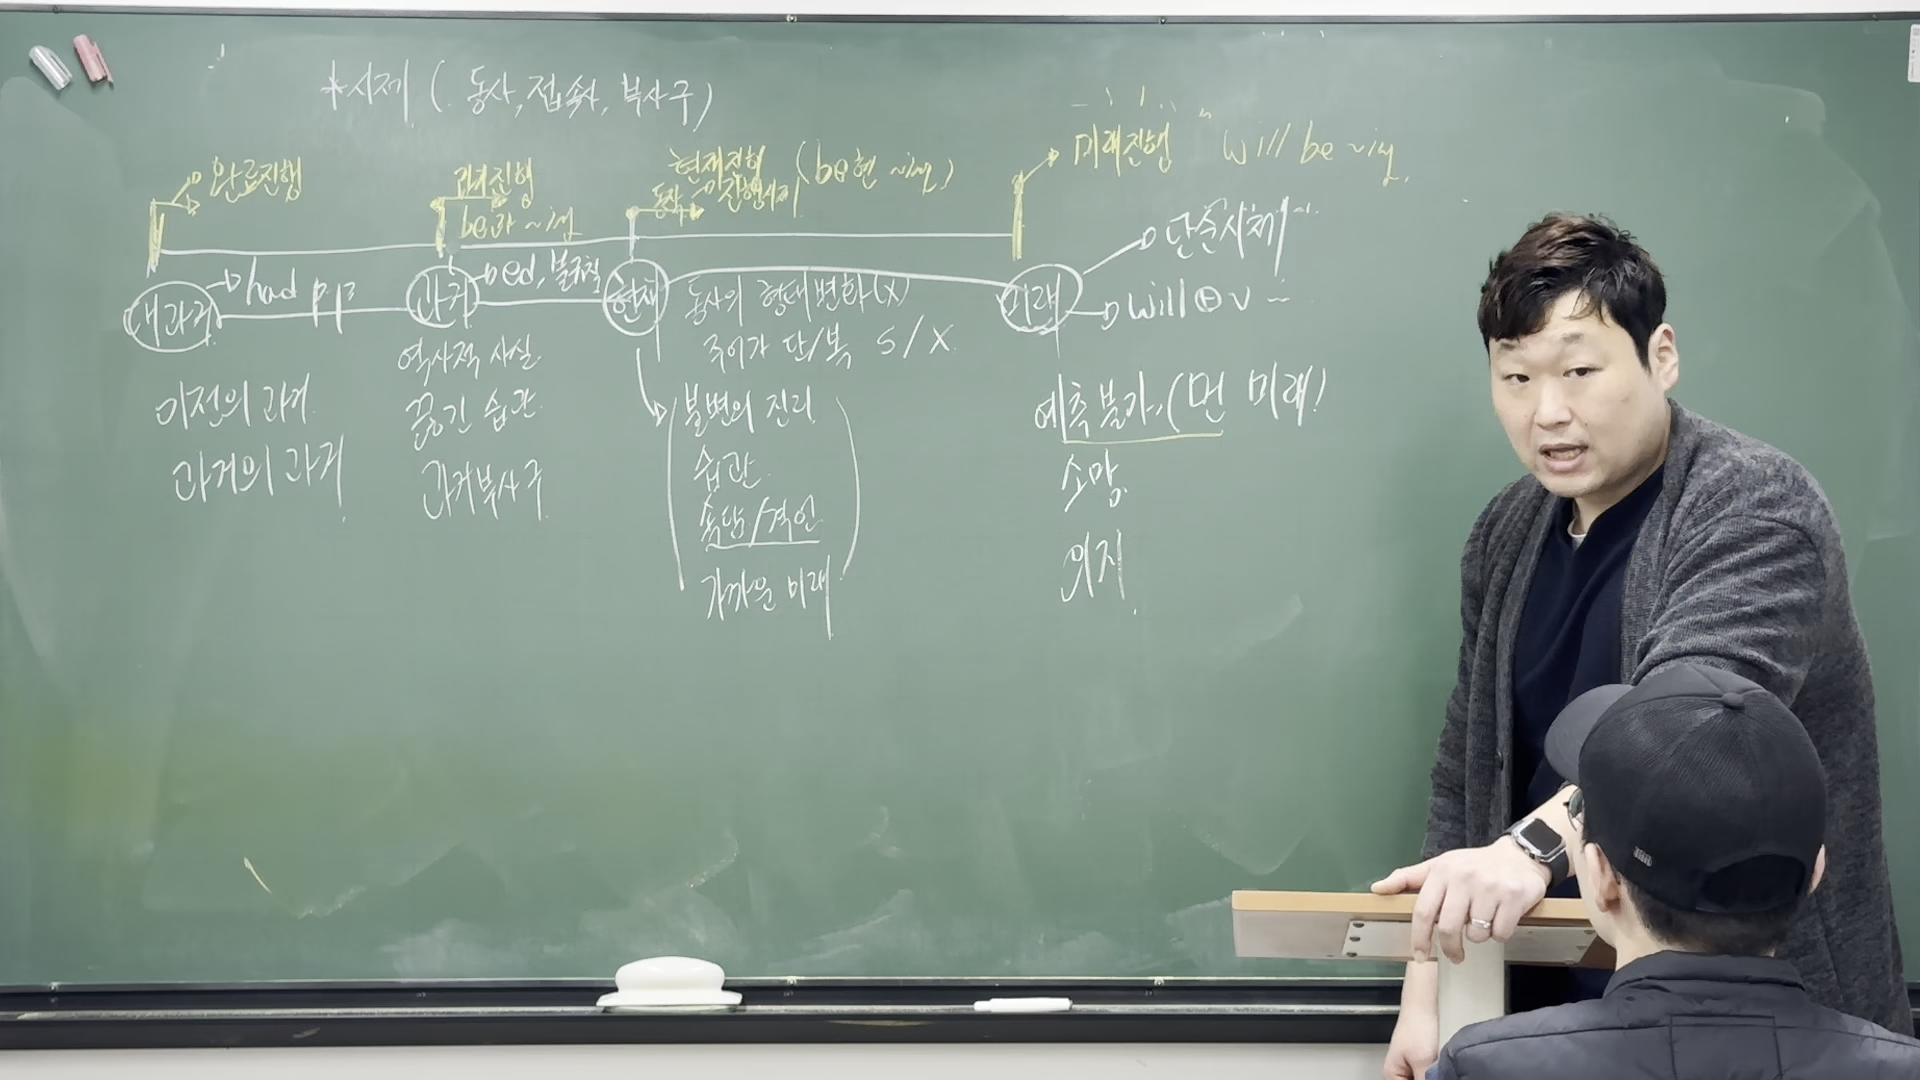 *시제 (동사, 접속사, 부사구)
완료진행
과거진행
be과 ~ing
현재진행 (be현 ~ing)
동작 진행시제
미래진행 will be ~ing
대과거 had p.p
과거 ed, 불규칙
현재
동사의 형태변화(X)
주어가 단/복 S/X
미래
단순시제
will⊕v~
이전의 과거
과거의 과거
역사적 사실
끊긴 습관
과거부사구
불변의 진리
습관
속담/격언
가까운 미래
예측불가, (먼 미래)
소망
의지